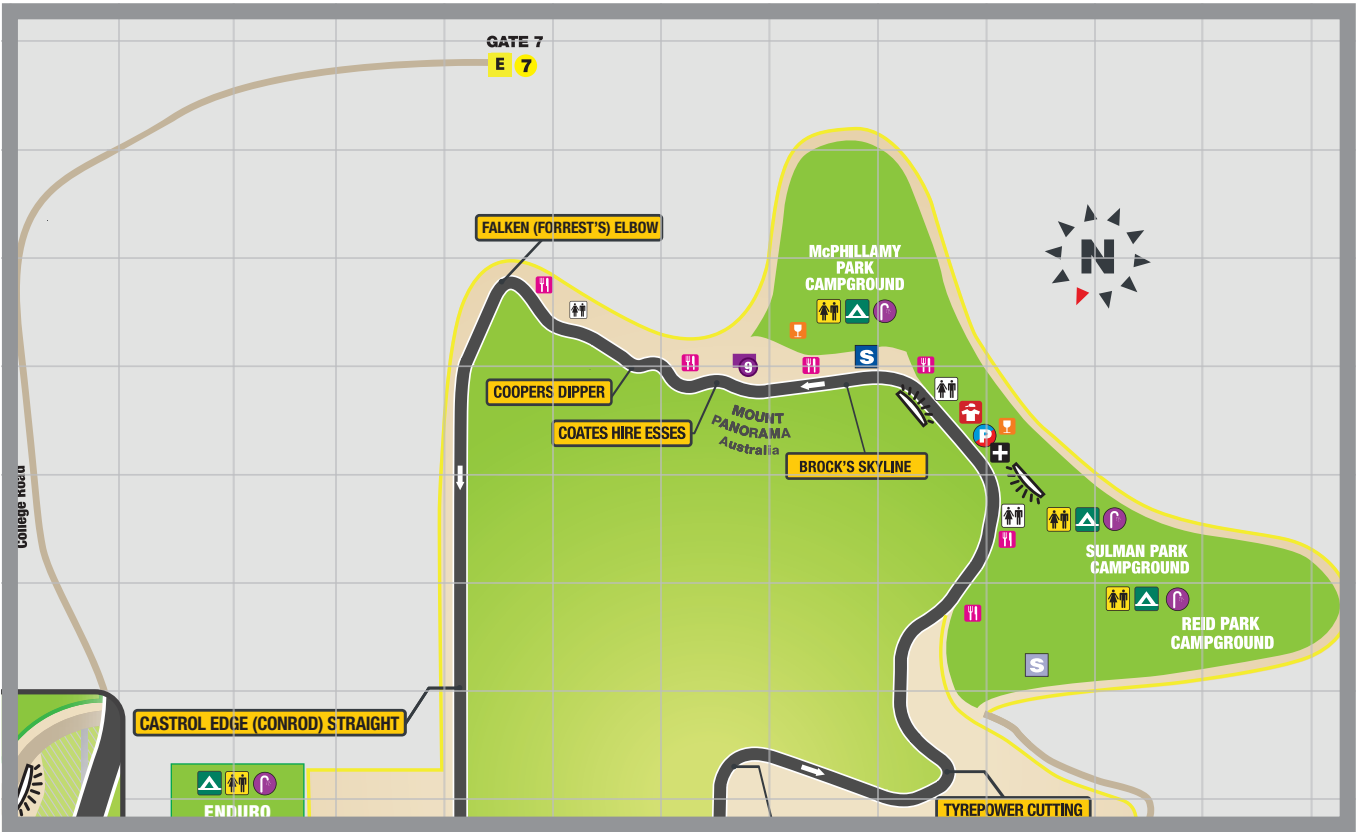 GATE 7
E 7
FALKEN (FORREST'S) ELBOW
McPHILLAMY
PARK
CAMPGROUND
N
S
9
COOPERS DIPPER
COATES HIRE ESSES
MOUNT
PANORAMA
Australia
BROCK'S SKYLINE
P
College Road
SULMAN PARK
CAMPGROUND
REID PARK
CAMPGROUND
S
CASTROL EDGE (CONROD) STRAIGHT
ENDURO
TYREPOWER CUTTING